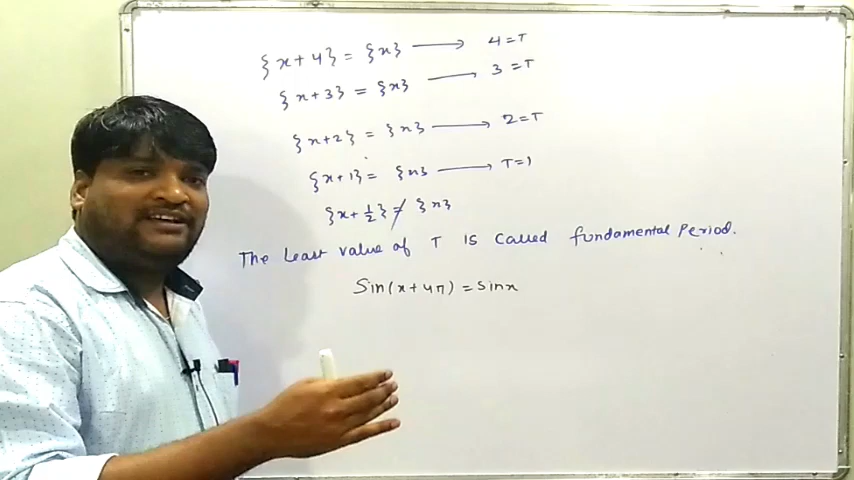 {x+4} = {x} → 4=T
{x+3} = {x} → 3=T
{x+2} = {x} → 2=T
{x+1} = {x} → T=1
{x+½} ≠ {x}
The Least value of T is called fundamental Period.
Sin(x+4π) = sinx